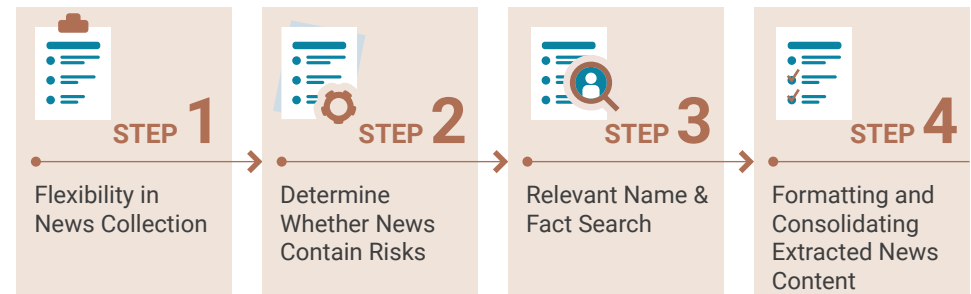 STEP 1
Flexibility in
News Collection
STEP 2
Determine
Whether News
Contain Risks
STEP 3
Relevant Name &
Fact Search
STEP 4
Formatting and
Consolidating
Extracted News
Content